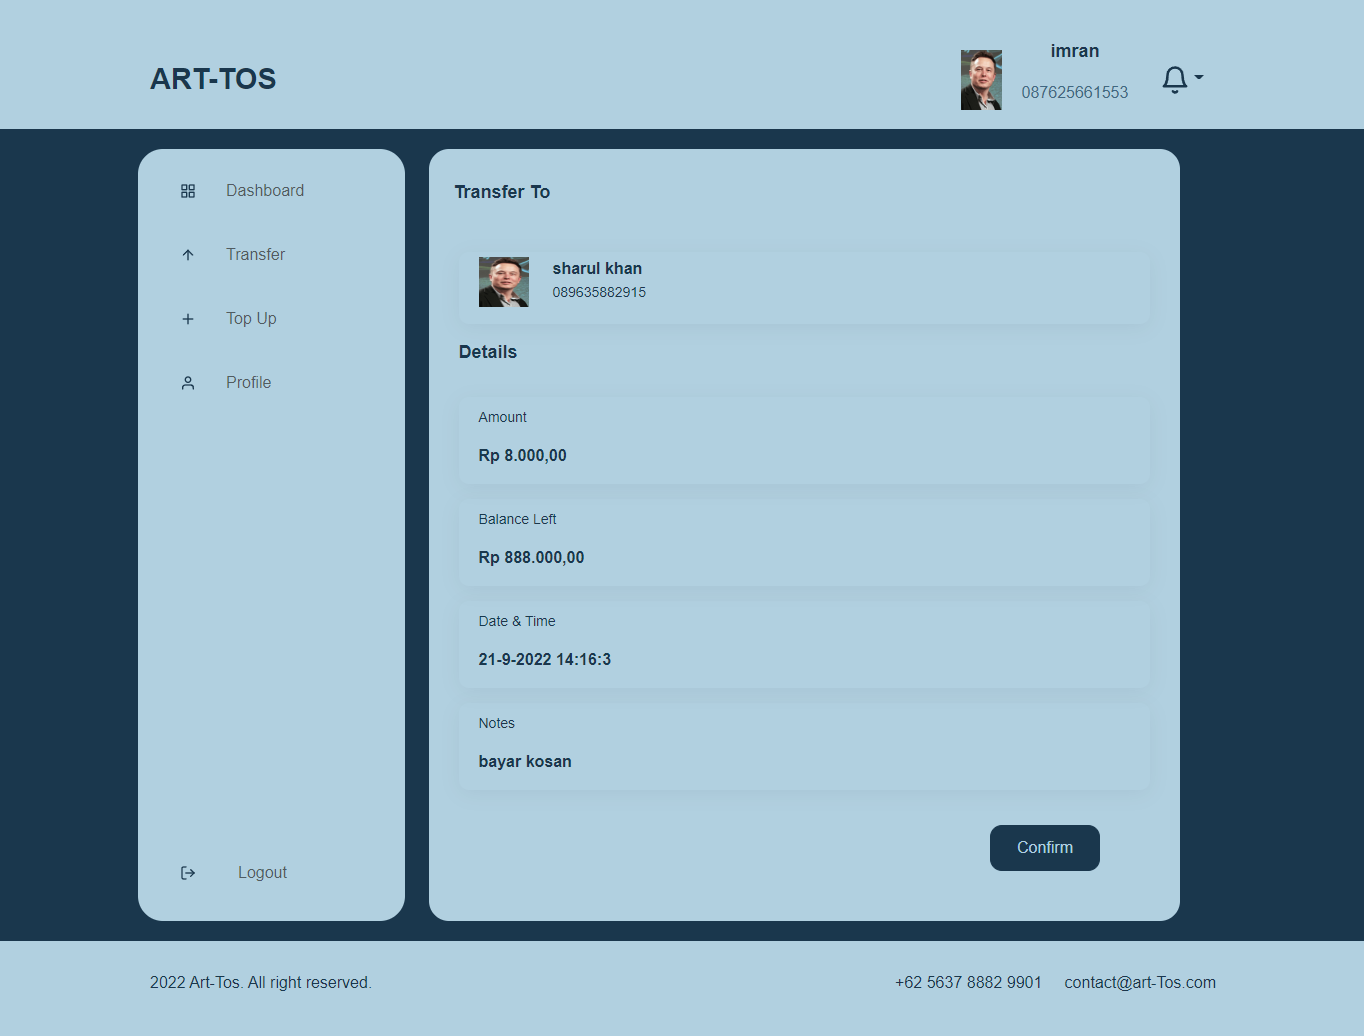 ART-TOS
imran
087625661553
Dashboard
Transfer
Top Up
Profile
Logout
Transfer To
sharul khan
089635882915
Details
Amount
Rp 8.000,00
Balance Left
Rp 888.000,00
Date & Time
21-9-2022 14:16:3
Notes
bayar kosan
Confirm
2022 Art-Tos. All right reserved.
+62 5637 8882 9901 contact@art-Tos.com